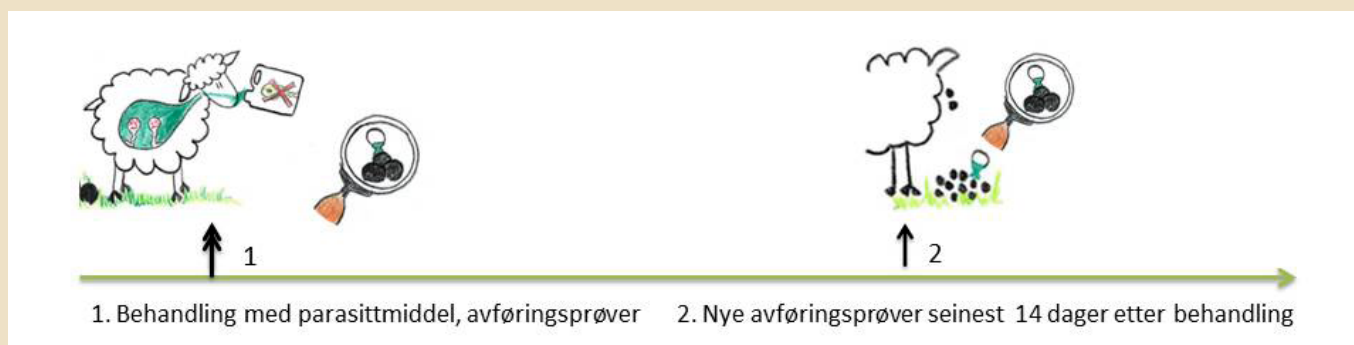 1
2
1. Behandling med parasittmiddel, avføringsprøver
2. Nye avføringsprøver seinest 14 dager etter behandling